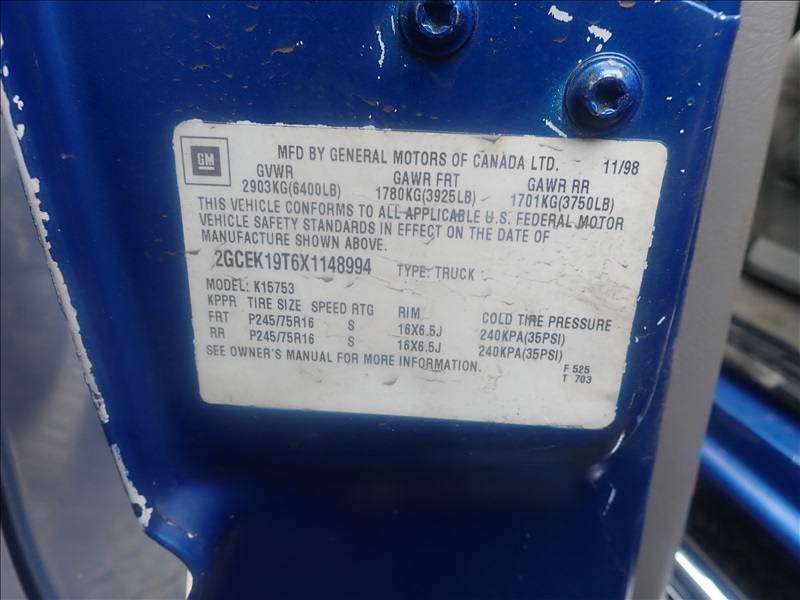 GM
MFD BY GENERAL MOTORS OF CANADA LTD. 11/98
GVWR GAWR FRT GAWR RR
2903KG(6400LB) 1780KG(3925LB) 1701KG(3750LB)
THIS VEHICLE CONFORMS TO ALL APPLICABLE U.S. FEDERAL MOTOR
VEHICLE SAFETY STANDARDS IN EFFECT ON THE DATE OF
MANUFACTURE SHOWN ABOVE.
2GCEK19T6X1148994 TYPE: TRUCK
MODEL: K15753
KPPR TIRE SIZE SPEED RTG RIM COLD TIRE PRESSURE
FRT P245/75R16 S 16X6.5J 240KPA(35PSI)
RR P245/75R16 S 16X6.5J 240KPA(35PSI)
SEE OWNER'S MANUAL FOR MORE INFORMATION.
F 525
T 703